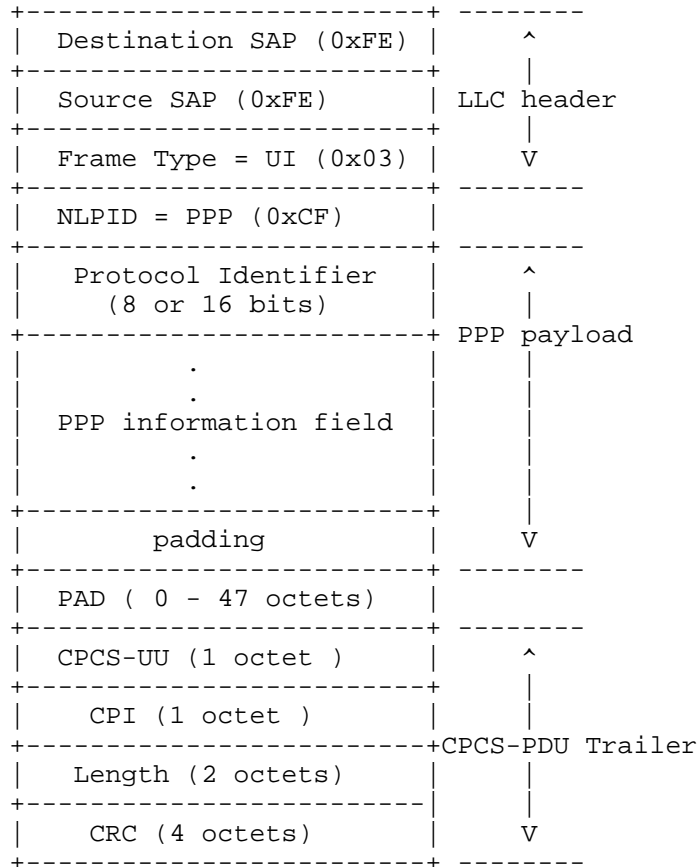 Destination SAP (0xFE)
Source SAP (0xFE)
LLC header
Frame Type = UI (0x03)
NLPID = PPP (0xCF)
Protocol Identifier
(8 or 16 bits)
PPP payload
.
.
PPP information field
.
.
padding
PAD ( 0 - 47 octets)
CPCS-UU (1 octet )
CPI (1 octet )
CPCS-PDU Trailer
Length (2 octets)
CRC (4 octets)